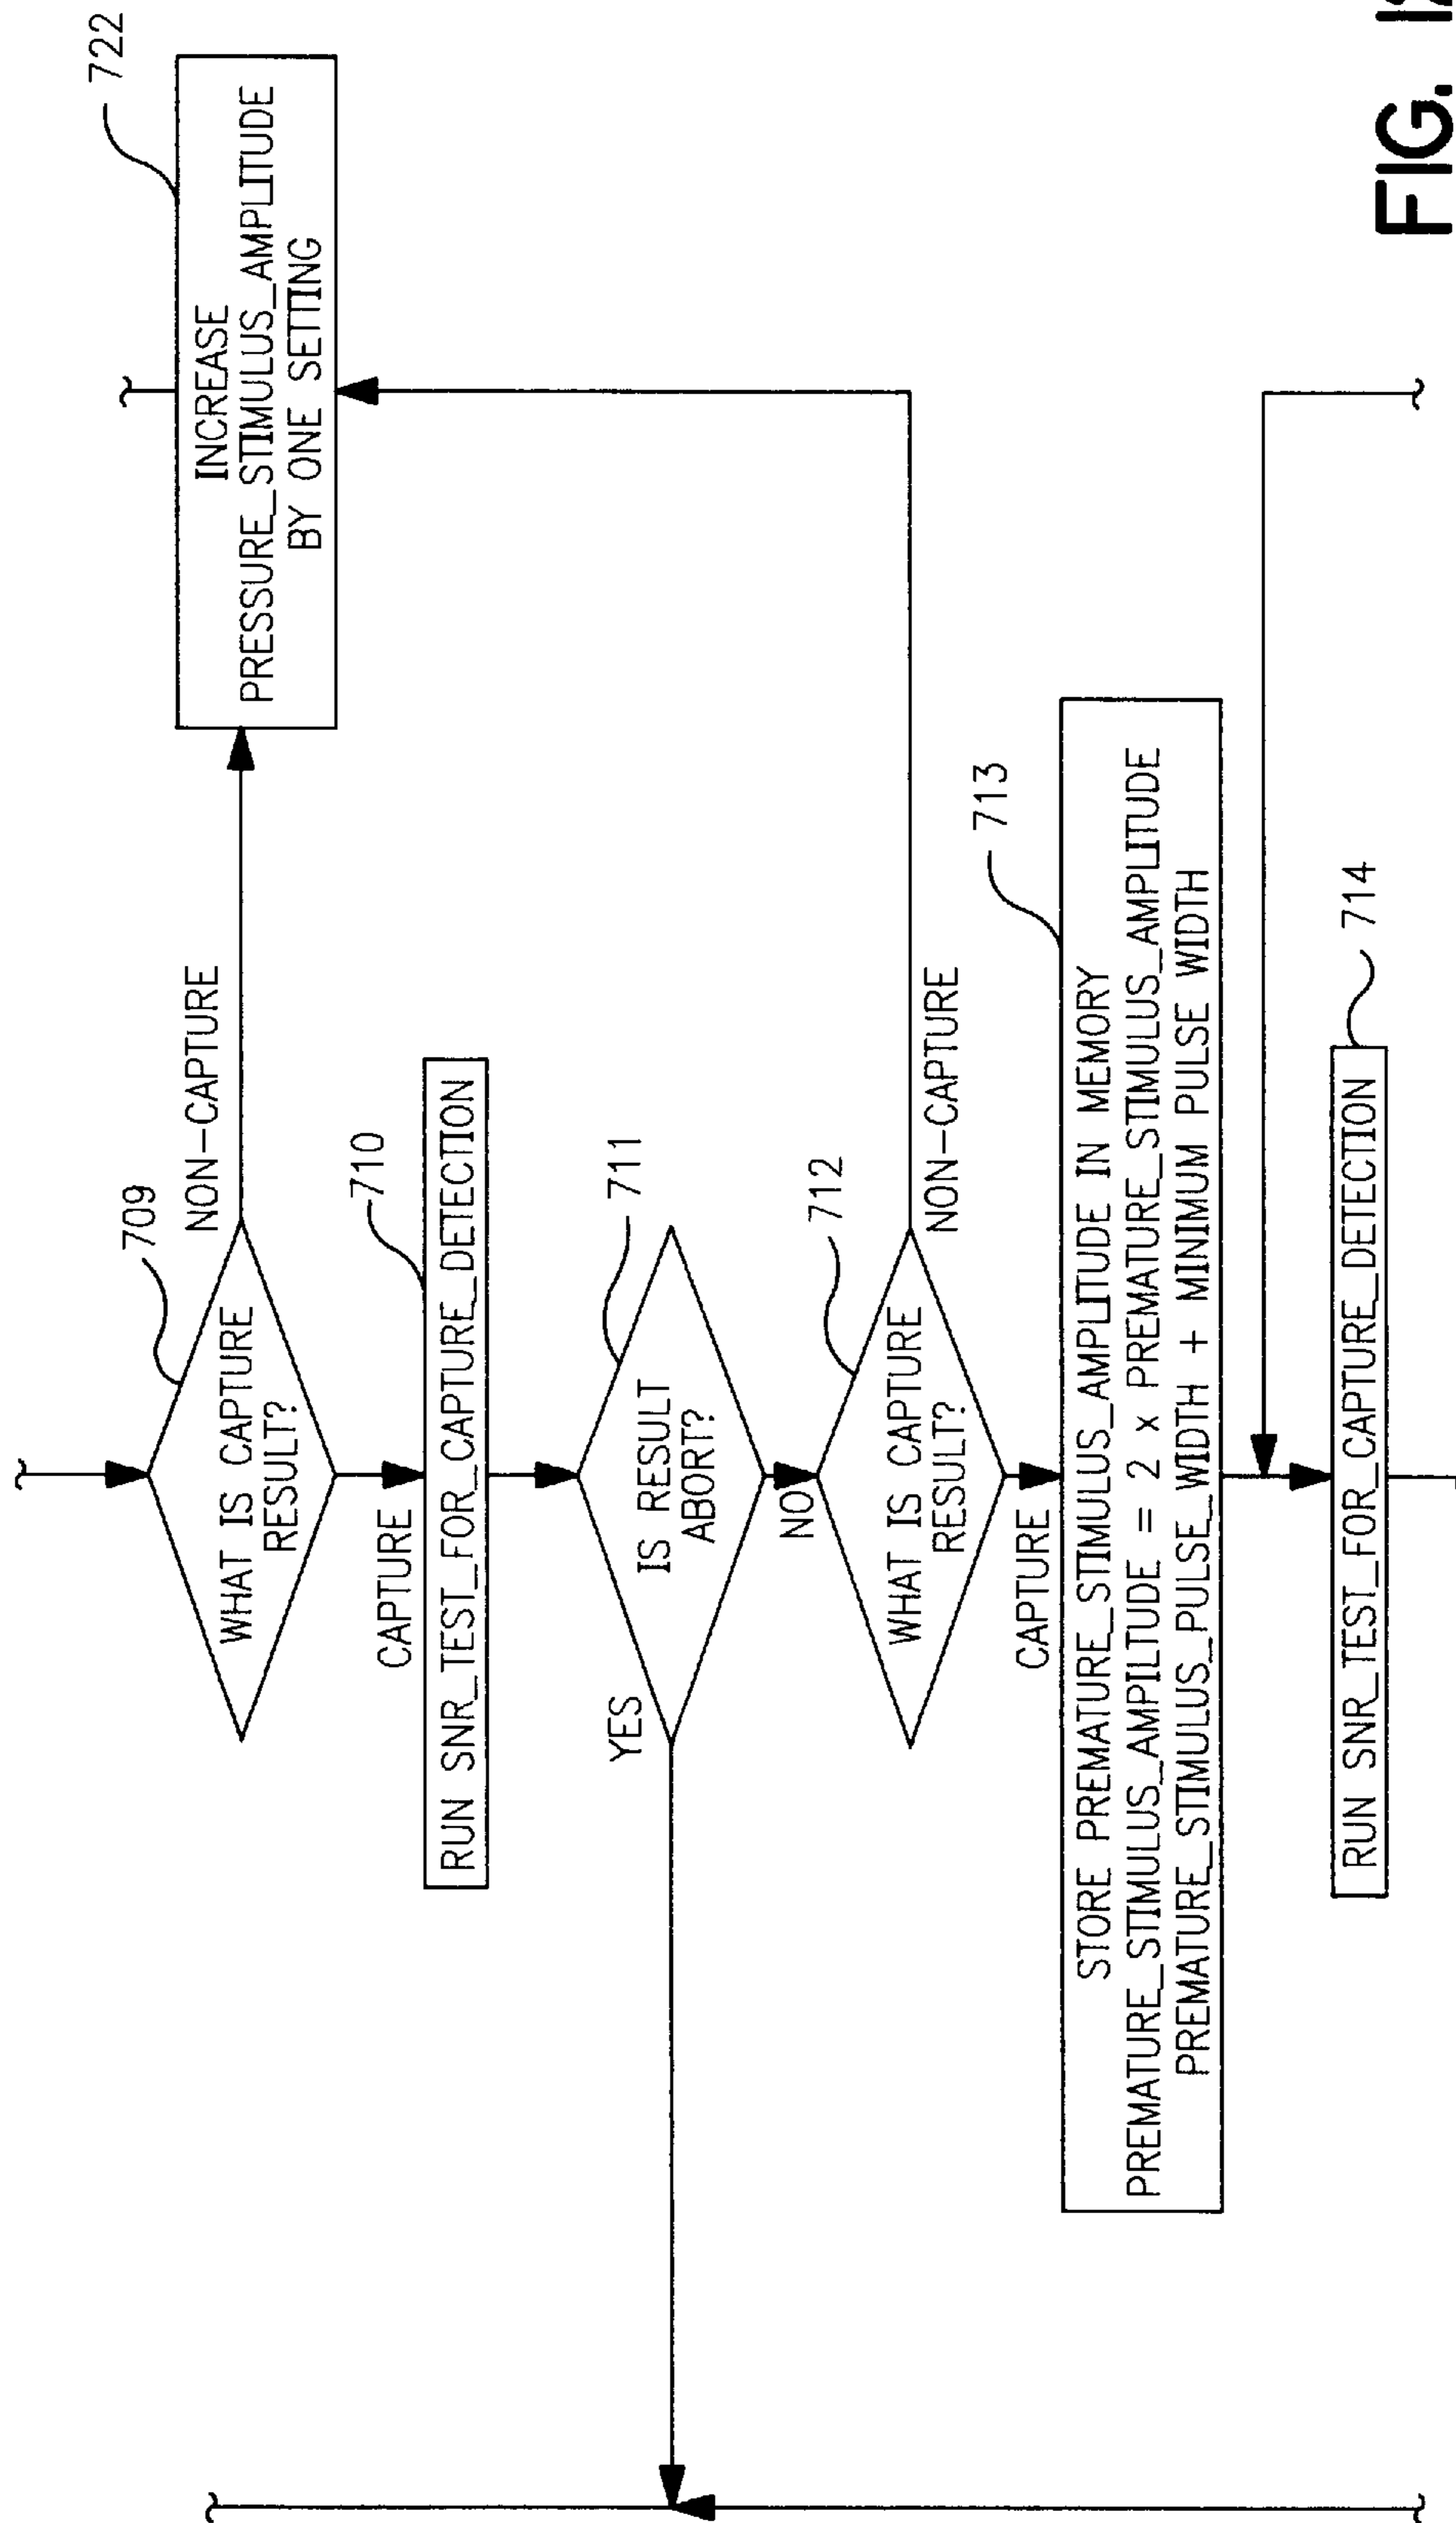 722
INCREASE
PRESSURE_STIMULUS_AMPLITUDE
BY ONE SETTING
709
NON-CAPTURE
WHAT IS CAPTURE
RESULT?
CAPTURE
710
RUN SNR_TEST_FOR_CAPTURE_DETECTION
711
YES
IS RESULT
ABORT?
NO
712
WHAT IS CAPTURE
RESULT?
NON-CAPTURE
CAPTURE
713
STORE PREMATURE_STIMULUS_AMPLITUDE IN MEMORY
PREMATURE_STIMULUS_AMPILTUDE = 2 x PREMATURE_STIMULUS_AMPLITUDE
PREMATURE_STIMULUS_PULSE_WIDTH + MINIMUM PULSE WIDTH
714
RUN SNR_TEST_FOR_CAPTURE_DETECTION
FIG.